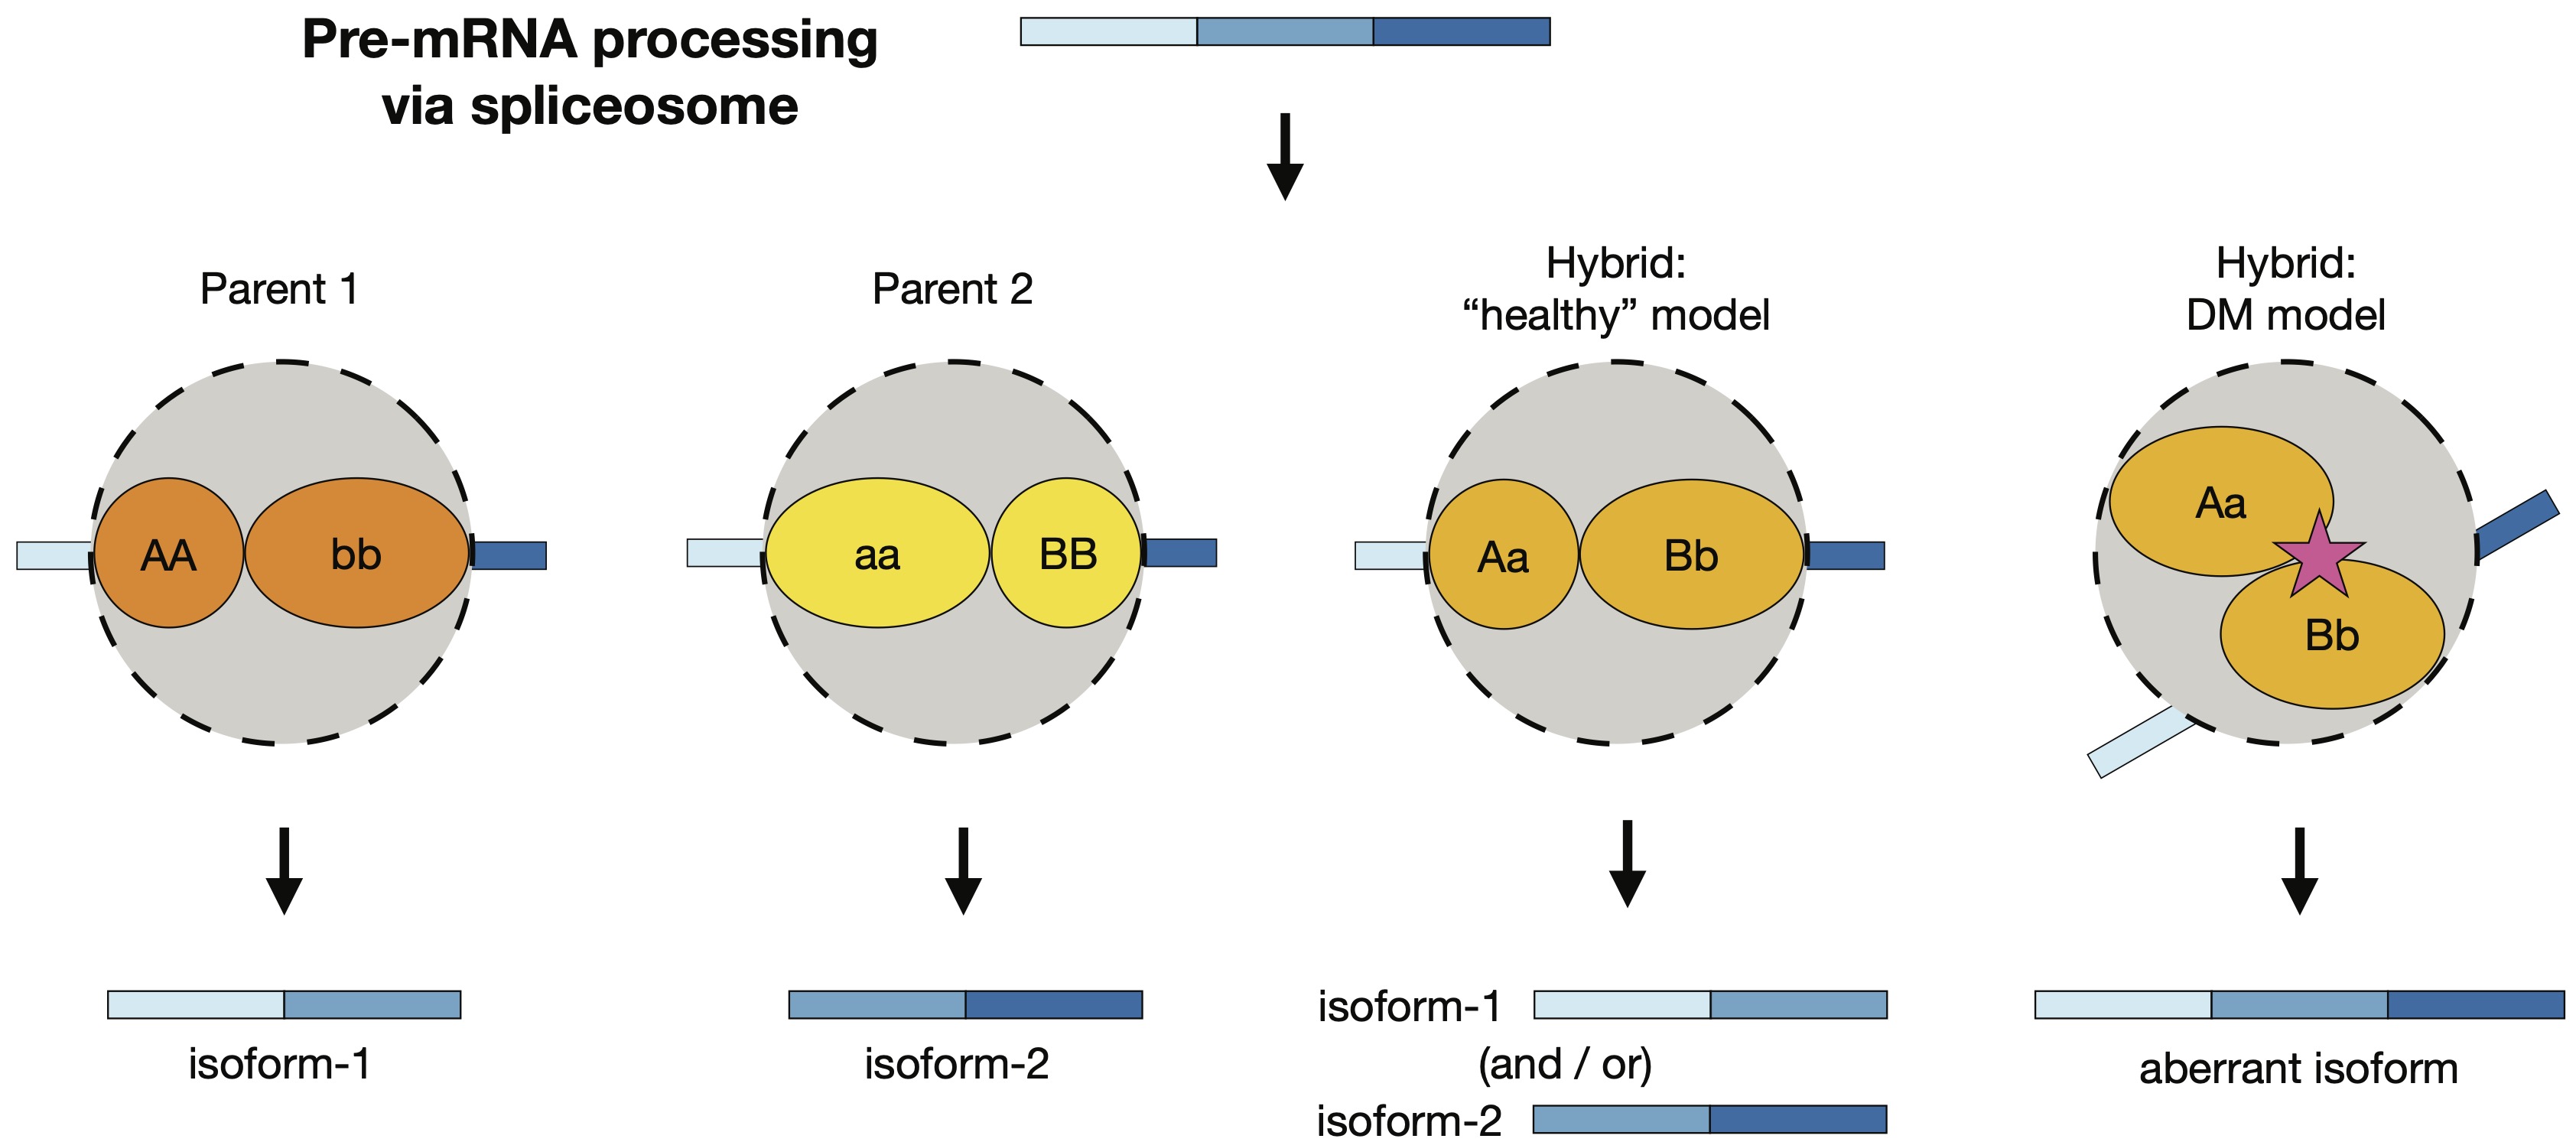 Pre-mRNA processing
via spliceosome
Parent 1
Parent 2
Hybrid:
“healthy” model
Hybrid:
DM model
AA
bb
aa
BB
Aa
Bb
Aa
Bb
isoform-1
isoform-2
isoform-1
(and / or)
isoform-2
aberrant isoform